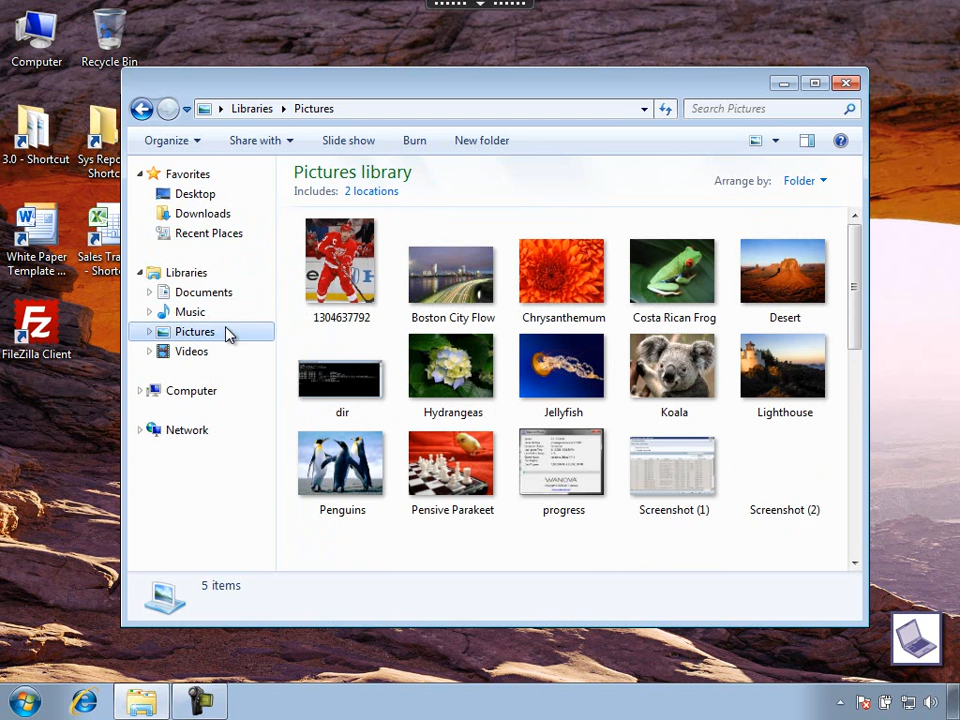 Computer
Recycle Bin
Libraries
Pictures
Search Pictures
Organize
Share with
Slide show
Burn
New folder
3.0 - Shortcut
Sys Repo
Shortc
Favorites
Desktop
Downloads
Recent Places
Pictures library
Includes: 2 locations
Arrange by: Folder
White Paper
Template ...
Sales Tra
- Shortc
Libraries
Documents
Music
Pictures
Videos
Computer
Network
FileZilla Client
1304637792
Boston City Flow
Chrysanthemum
Costa Rican Frog
Desert
dir
Hydrangeas
Jellyfish
Koala
Lighthouse
WANOVA
Penguins
Pensive Parakeet
progress
Screenshot (1)
Screenshot (2)
5 items